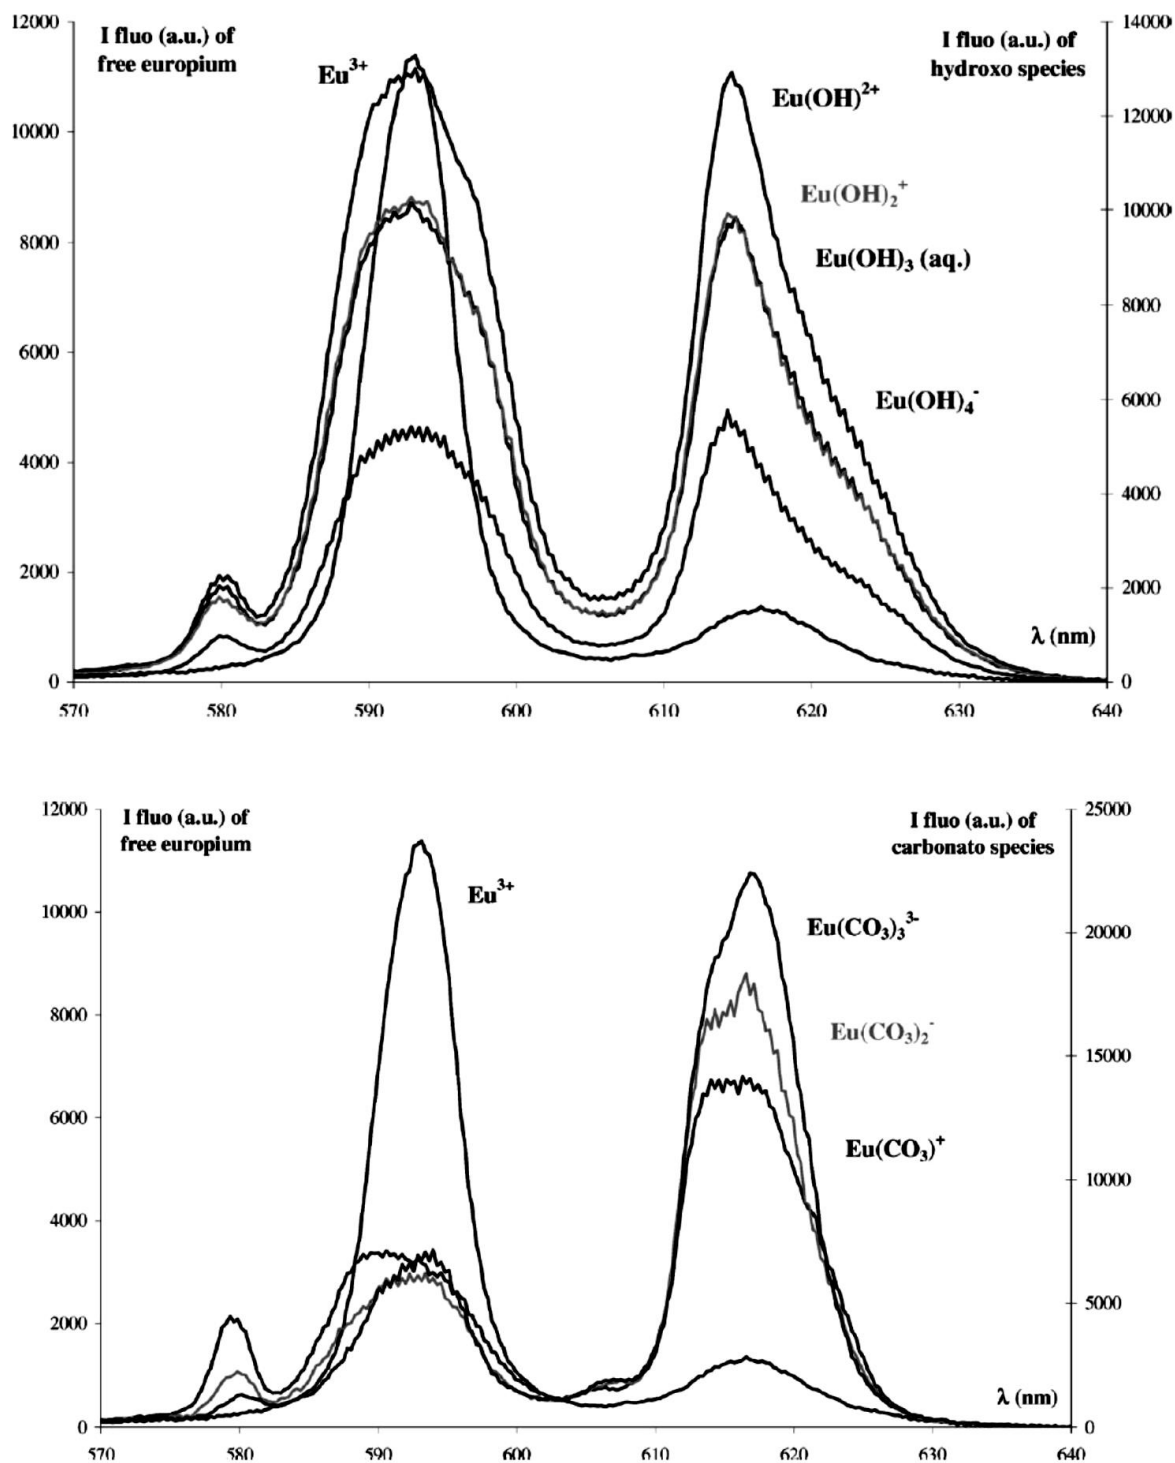 I fluo (a.u.) of
free europium
I fluo (a.u.) of
hydroxo species
12000
10000
8000
6000
4000
2000
0
14000
12000
10000
8000
6000
4000
2000
0
Eu³⁺
Eu(OH)²⁺
Eu(OH)₂⁺
Eu(OH)₃ (aq.)
Eu(OH)₄⁻
λ (nm)
570 580 590 600 610 620 630 640
I fluo (a.u.) of
free europium
I fluo (a.u.) of
carbonato species
12000
10000
8000
6000
4000
2000
0
25000
20000
15000
10000
5000
0
Eu³⁺
Eu(CO₃)₃³⁻
Eu(CO₃)₂⁻
Eu(CO₃)⁺
λ (nm)
570 580 590 600 610 620 630 640